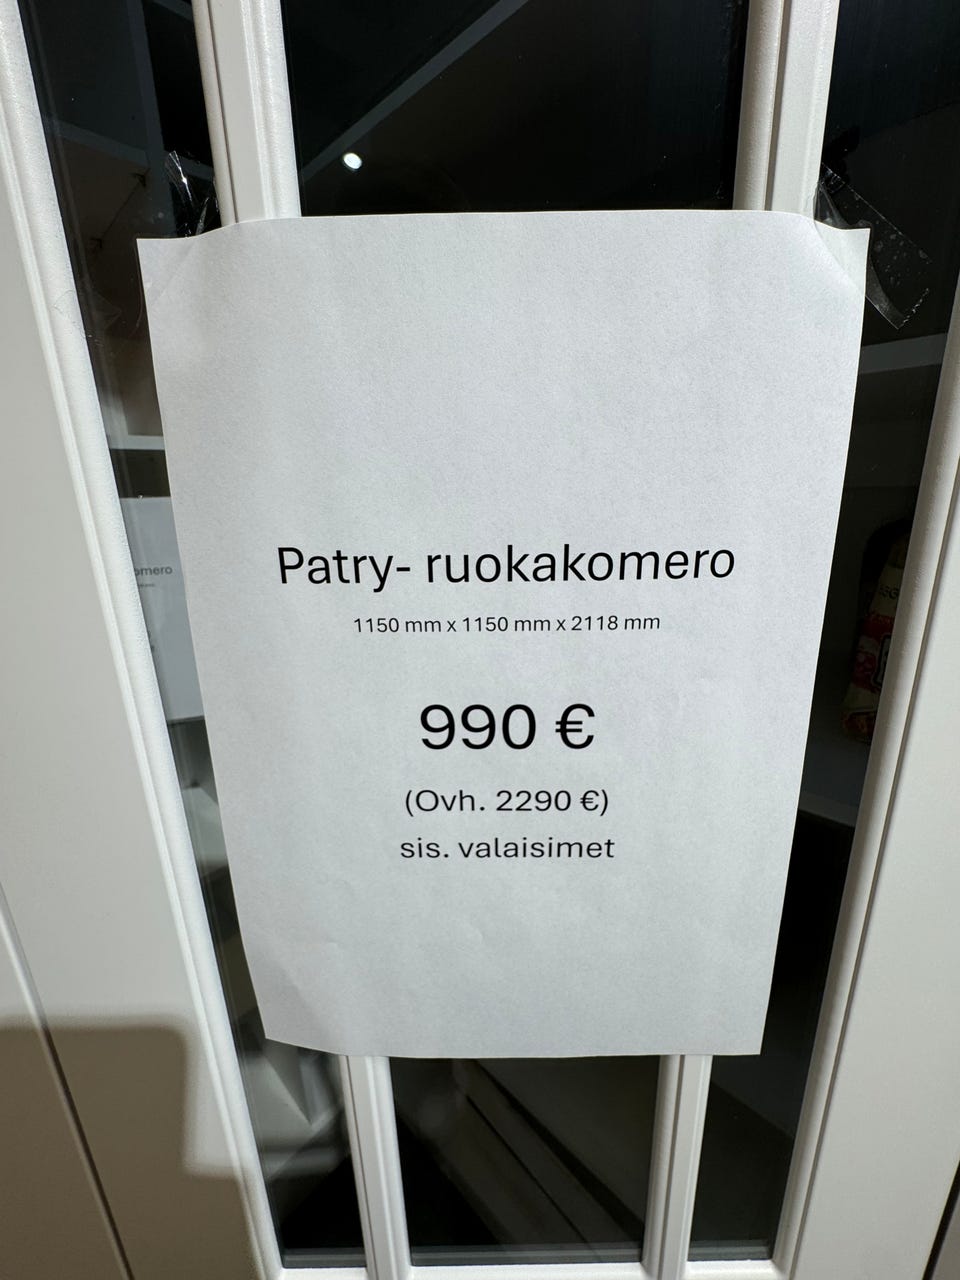 Patry- ruokakomero
1150 mm x 1150 mm x 2118 mm
990 €
(Ovh. 2290 €)
sis. valaisimet